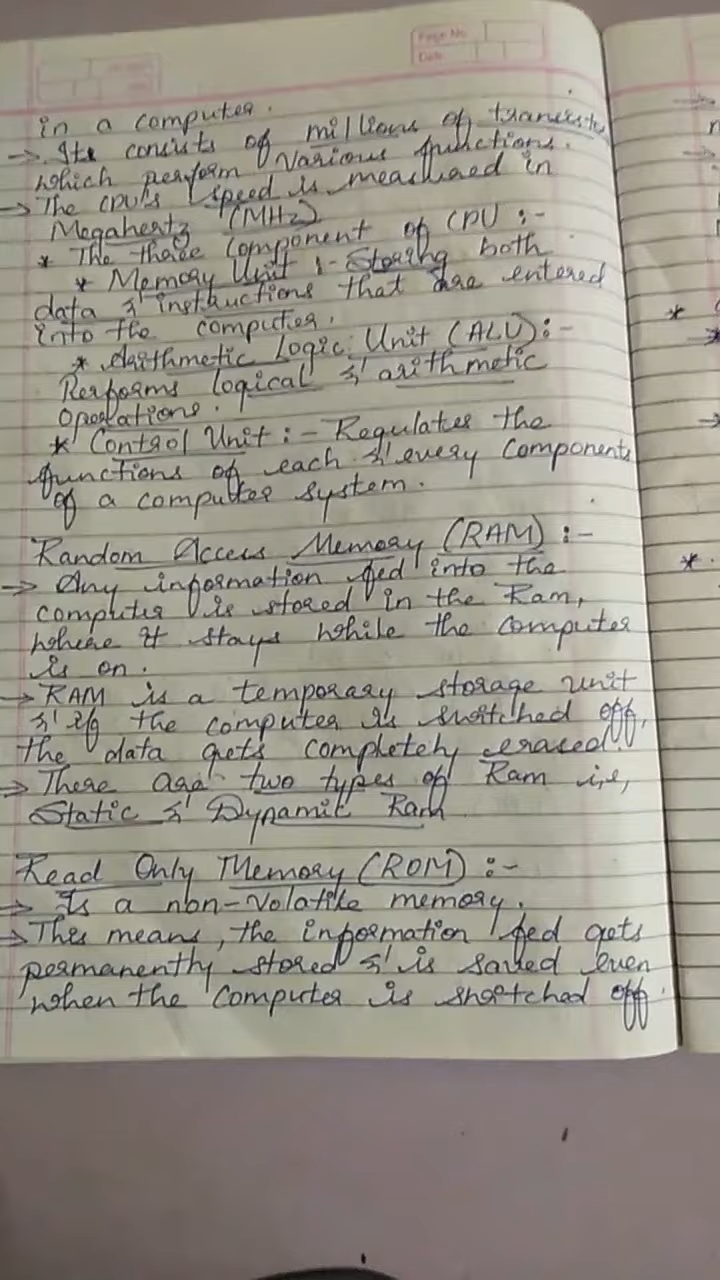 Page No.
Date
in a computer.
→ It consists of millions of transisto
which perform various functions.
→ The CPU's speed is measured in
Megahertz (MHz)
* The three component of CPU :-
* Memory Unit :- Storing both
data & instructions that are entered
into the computer.
* Arithmetic Logic Unit (ALU):-
Performs logical & arithmetic
operations.
* Control Unit :- Regulates the
functions of each & every components
of a computer system.
Random Access Memory (RAM) :-
→ Any information fed into the
computer is stored in the Ram,
where it stays while the computer
is on.
→ RAM is a temporary storage unit
& if the computer is switched off,
the data gets completely erased.
→ There are two types of Ram i,e,
Static & Dynamic Ram
Read Only Memory (ROM) :-
→ Is a non-volatile memory.
→ This means, the information fed gets
permanently stored & is saved even
when the computer is switched off.